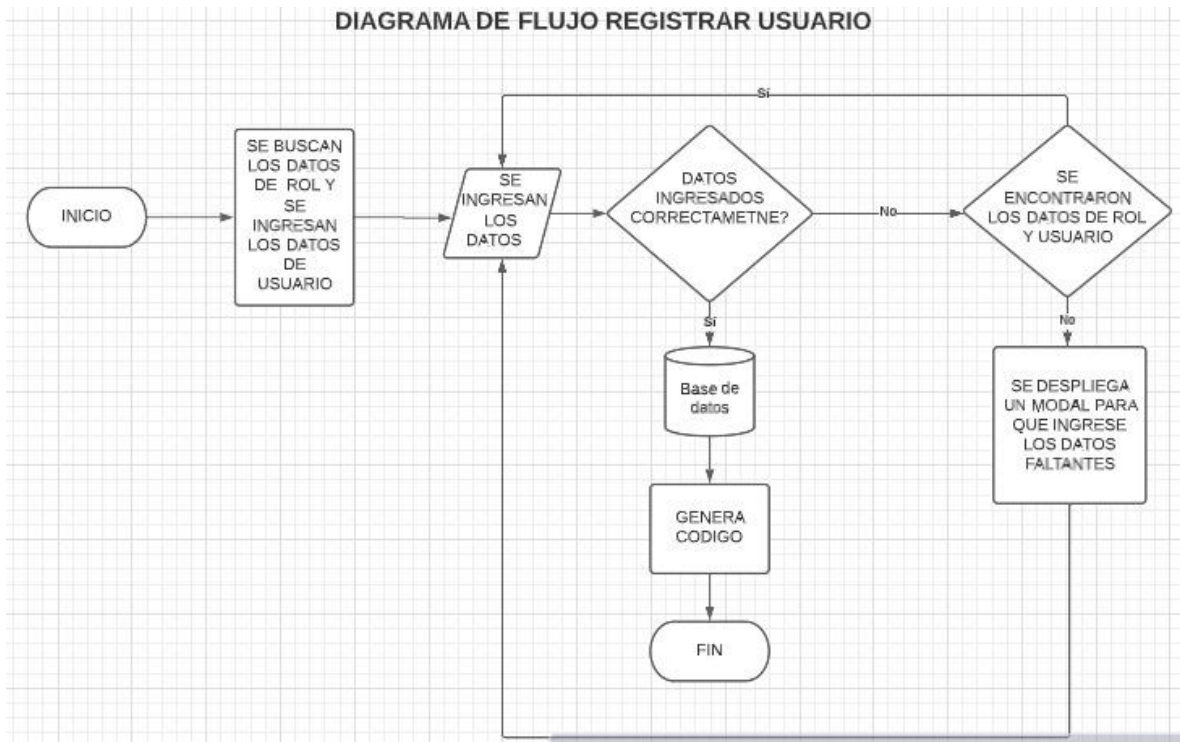 DIAGRAMA DE FLUJO REGISTRAR USUARIO
INICIO
SE BUSCAN
LOS DATOS
DE ROL Y
SE
INGRESAN
LOS DATOS
DE
USUARIO
SE
INGRESAN
LOS
DATOS
DATOS
INGRESADOS
CORRECTAMETNE?
No
Sí
SE
ENCONTRARON
LOS DATOS DE ROL
Y USUARIO
Sí
No
Base de
datos
SE DESPLIEGA
UN MODAL PARA
QUE INGRESE
LOS DATOS
FALTANTES
GENERA
CODIGO
FIN